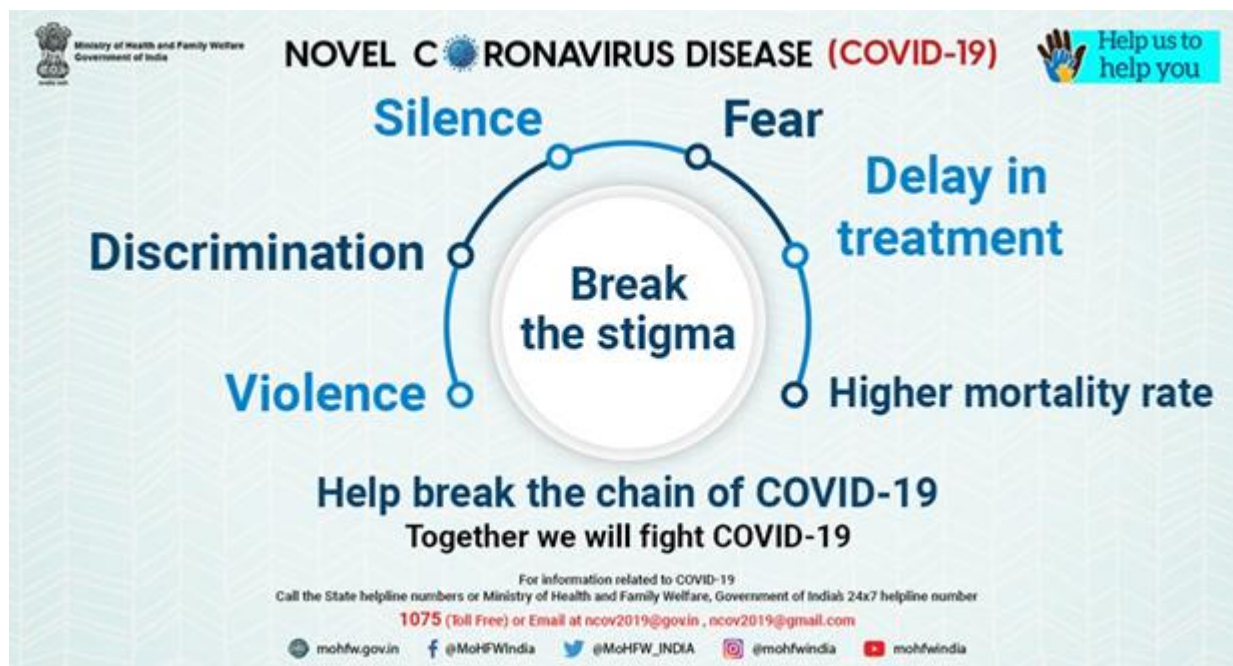 Ministry of Health and Family Welfare
Government of India
NOVEL CORONAVIRUS DISEASE (COVID-19)
Help us to
help you
Silence
Fear
Delay in
treatment
Discrimination
Break
the stigma
Violence
Higher mortality rate
Help break the chain of COVID-19
Together we will fight COVID-19
For information related to COVID-19
Call the State helpline numbers or Ministry of Health and Family Welfare, Government of India's 24x7 helpline number
1075 (Toll Free) or Email at ncov2019@gov.in , ncov2019@gmail.com
mohfw.gov.in @MoHFWIndia @MoHFW_INDIA @mohfwindia mohfwindia